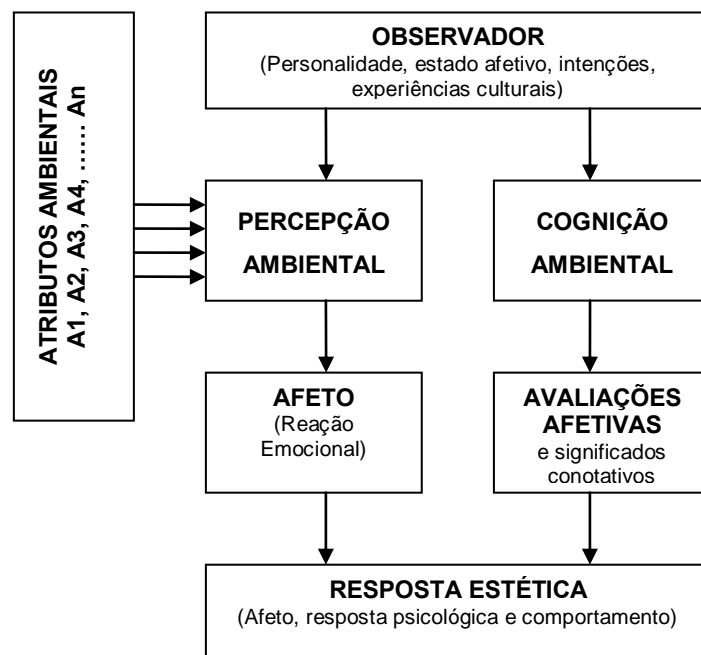 ATRIBUTOS AMBIENTAIS
A1, A2, A3, A4, ...... An
OBSERVADOR
(Personalidade, estado afetivo, intenções,
experiências culturais)
PERCEPÇÃO
AMBIENTAL
COGNIÇÃO
AMBIENTAL
AFETO
(Reação
Emocional)
AVALIAÇÕES
AFETIVAS
e significados
conotativos
RESPOSTA ESTÉTICA
(Afeto, resposta psicológica e comportamento)